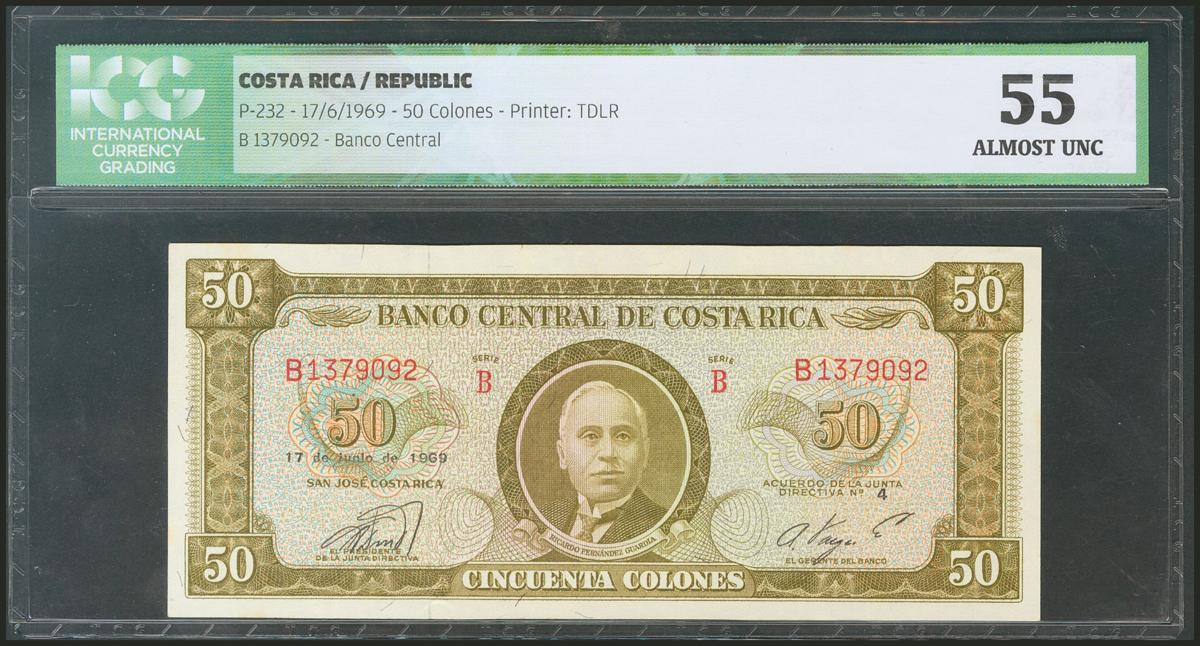 ICG
INTERNATIONAL
CURRENCY
GRADING
COSTA RICA / REPUBLIC
P-232 - 17/6/1969 - 50 Colones - Printer: TDLR
B 1379092 - Banco Central
55
ALMOST UNC
50 50
BANCO CENTRAL DE COSTA RICA
B1379092 SERIE B SERIE B B1379092
50 50
17 de Junio de 1969
SAN JOSÉ COSTA RICA
ACUERDO DE LA JUNTA
DIRECTIVA Nº 4
RICARDO FERNÁNDEZ GUARDIA
EL PRESIDENTE
DE LA JUNTA DIRECTIVA
A. Vargas E
EL GERENTE DEL BANCO
50 CINCUENTA COLONES 50